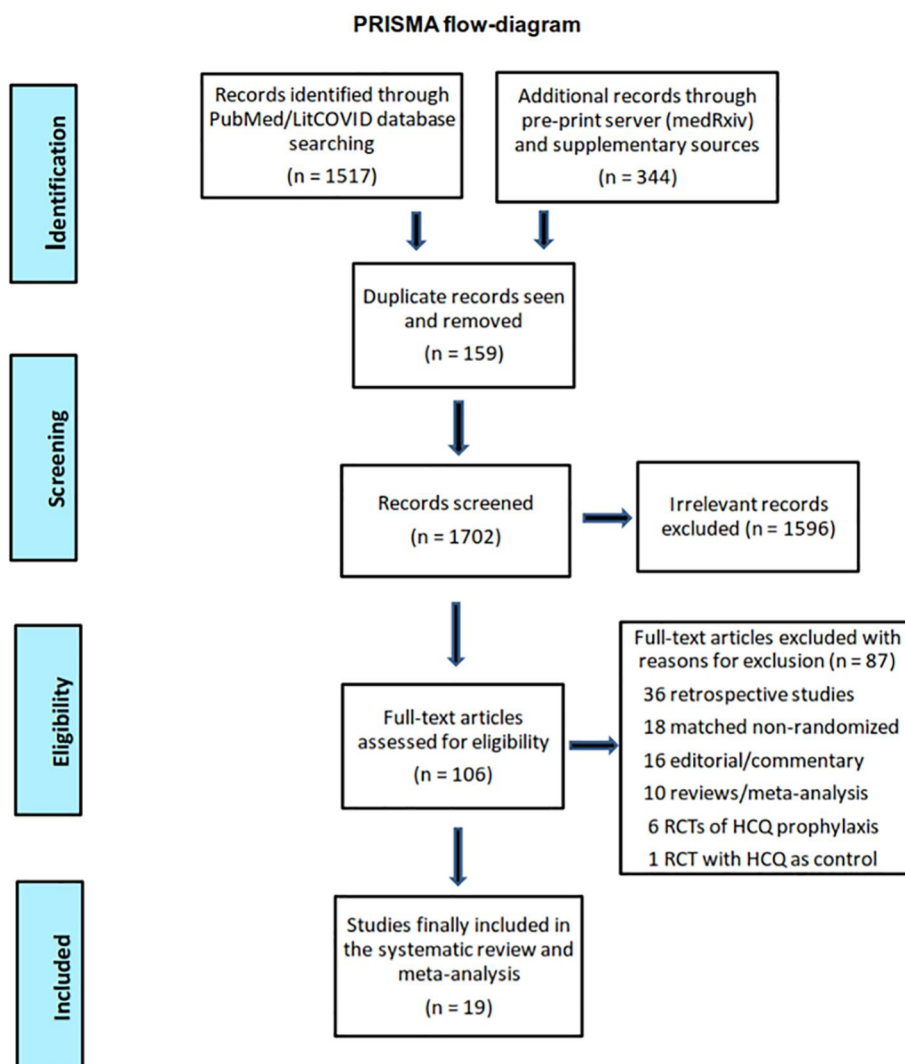 PRISMA flow-diagram
Identification
Records identified through
PubMed/LitCOVID database
searching
(n = 1517)
Additional records through
pre-print server (medRxiv)
and supplementary sources
(n = 344)
Duplicate records seen
and removed
(n = 159)
Screening
Records screened
(n = 1702)
Irrelevant records
excluded (n = 1596)
Eligibility
Full-text articles
assessed for eligibility
(n = 106)
Full-text articles excluded with
reasons for exclusion (n = 87)
36 retrospective studies
18 matched non-randomized
16 editorial/commentary
10 reviews/meta-analysis
6 RCTs of HCQ prophylaxis
1 RCT with HCQ as control
Included
Studies finally included in
the systematic review and
meta-analysis
(n = 19)